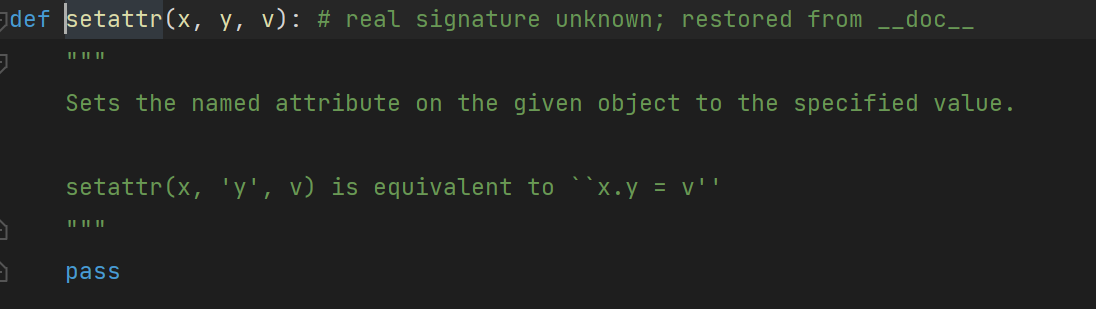 def setattr(x, y, v): # real signature unknown; restored from __doc__
"""
Sets the named attribute on the given object to the specified value.
setattr(x, 'y', v) is equivalent to ``x.y = v''
"""
pass